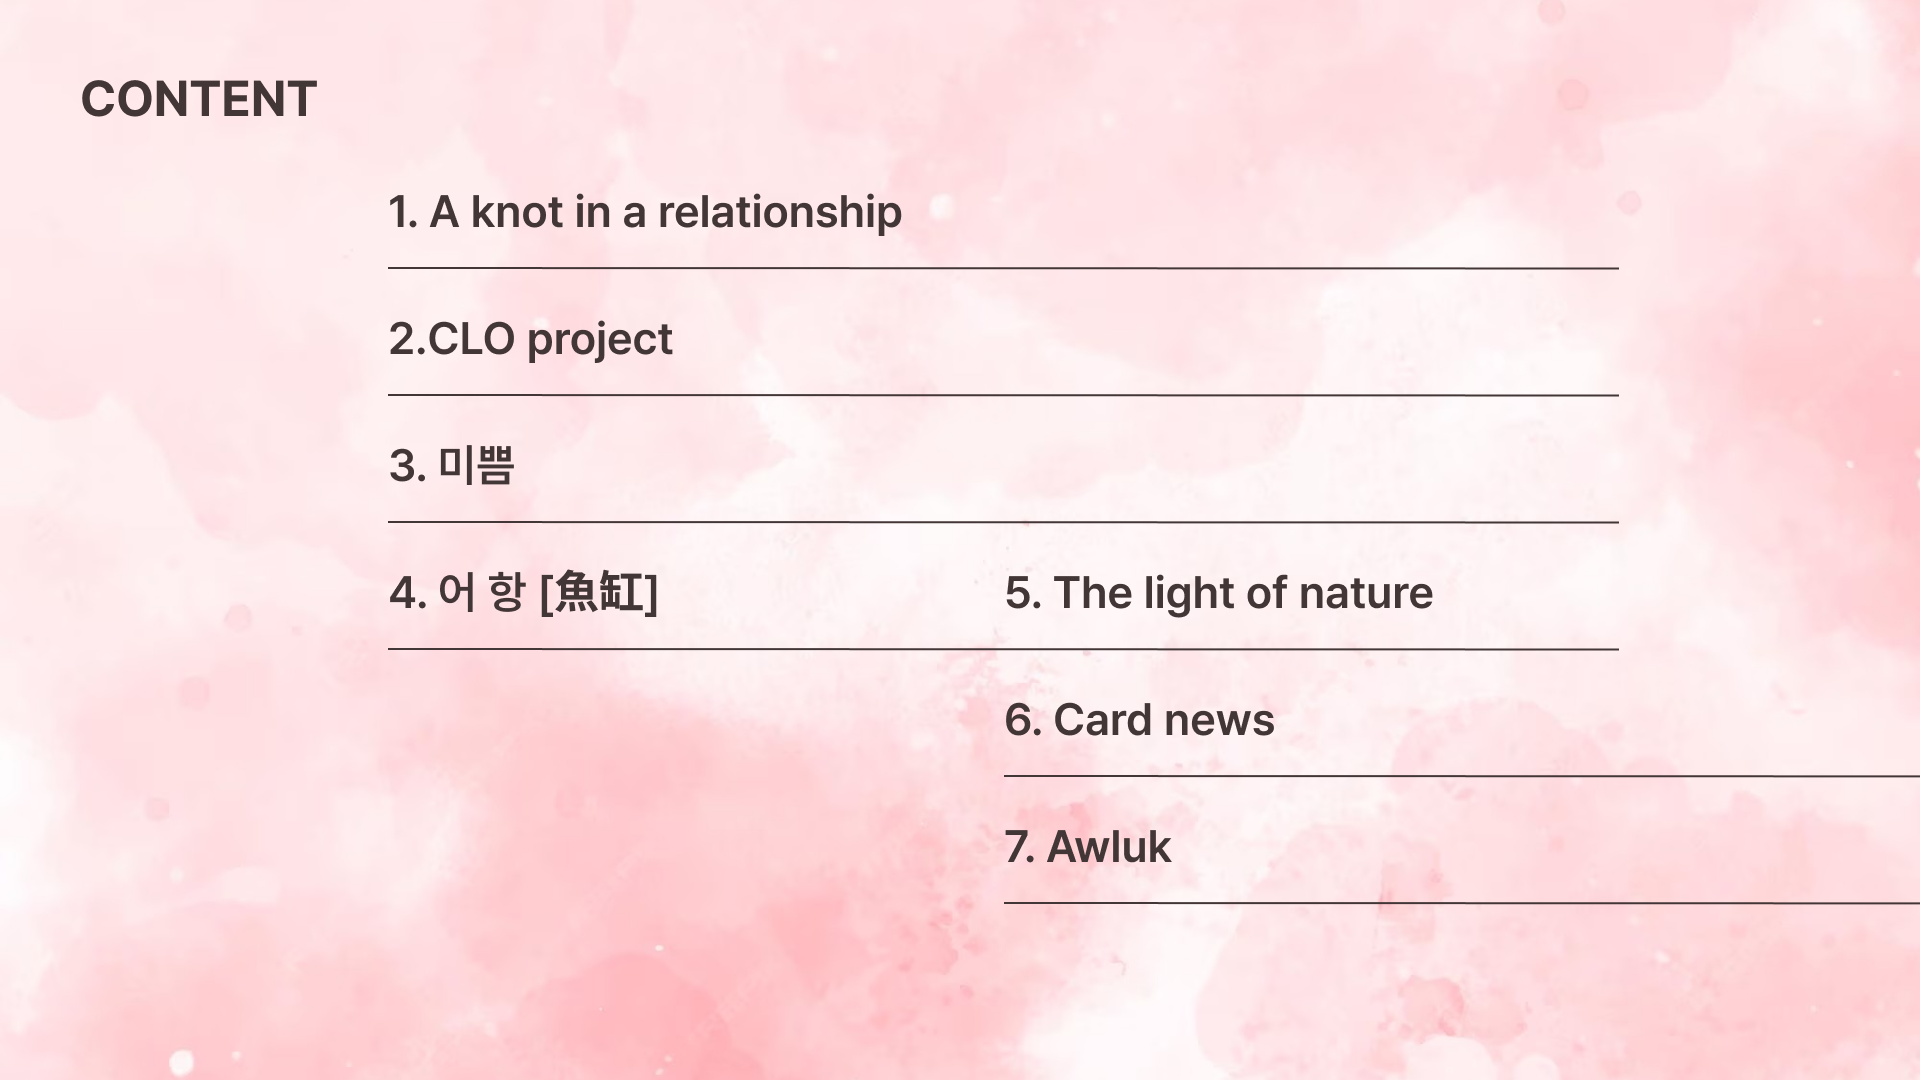 CONTENT
1. A knot in a relationship
2.CLO project
3. 미쁨
4. 어 항 [魚缸]
5. The light of nature
6. Card news
7. Awluk